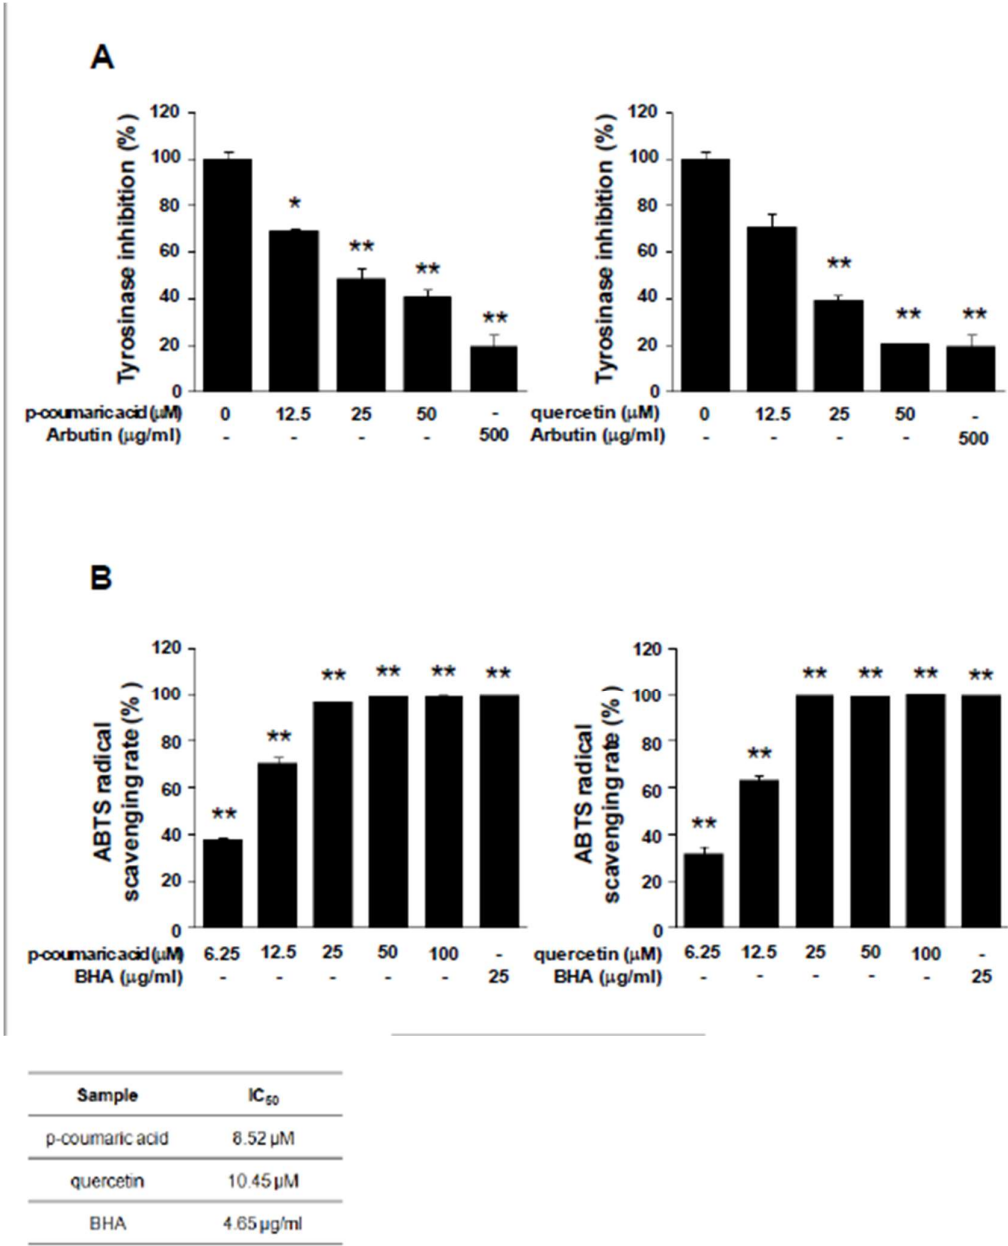 A
Tyrosinase inhibition (%)
120
100
80
60
40
20
0
*
**
**
**
p-coumaric acid (μM) 0 12.5 25 50 -
Arbutin (μg/ml) - - - - 500
Tyrosinase inhibition (%)
120
100
80
60
40
20
0
**
**
**
quercetin (μM) 0 12.5 25 50 -
Arbutin (μg/ml) - - - - 500
B
ABTS radical
scavenging rate (%)
120
100
80
60
40
20
0
**
**
**
**
**
**
p-coumaric acid (μM) 6.25 12.5 25 50 100 -
BHA (μg/ml) - - - - - 25
ABTS radical
scavenging rate (%)
120
100
80
60
40
20
0
**
**
**
**
**
**
quercetin (μM) 6.25 12.5 25 50 100 -
BHA (μg/ml) - - - - - 25
Sample IC50
p-coumaric acid 8.52 μM
quercetin 10.45 μM
BHA 4.65 μg/ml